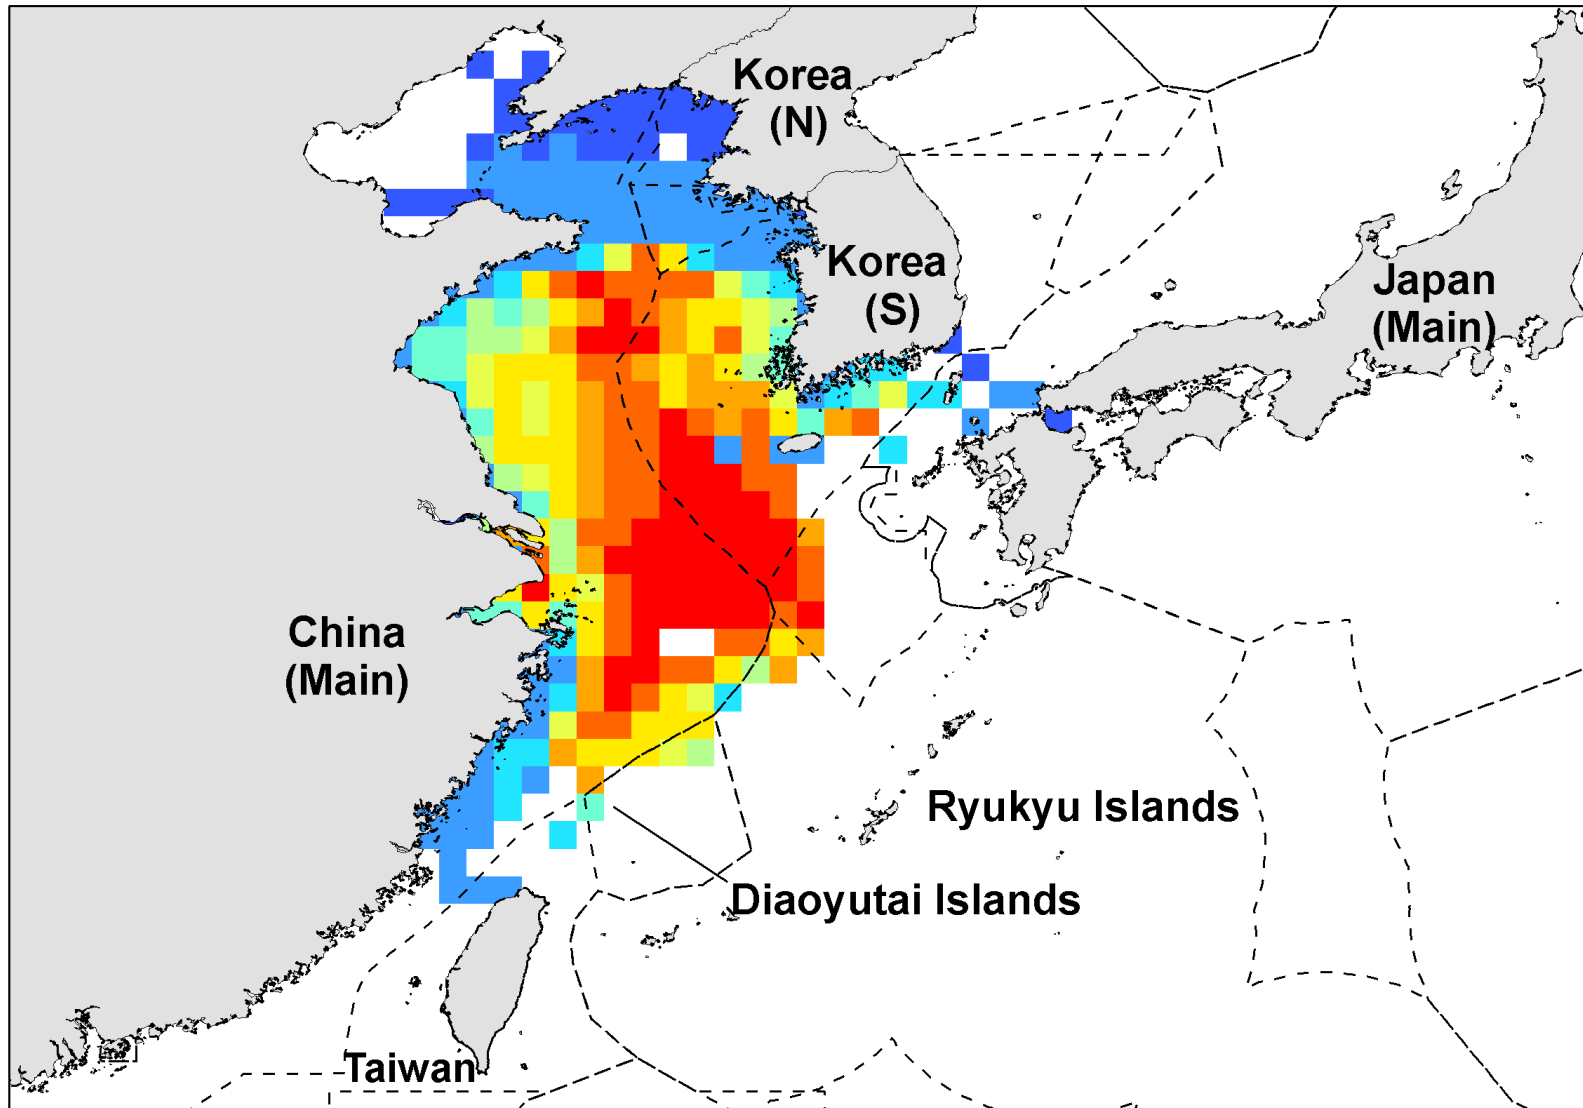 Korea
(N)
Korea
(S)
Japan
(Main)
China
(Main)
Ryukyu Islands
Diaoyutai Islands
Taiwan